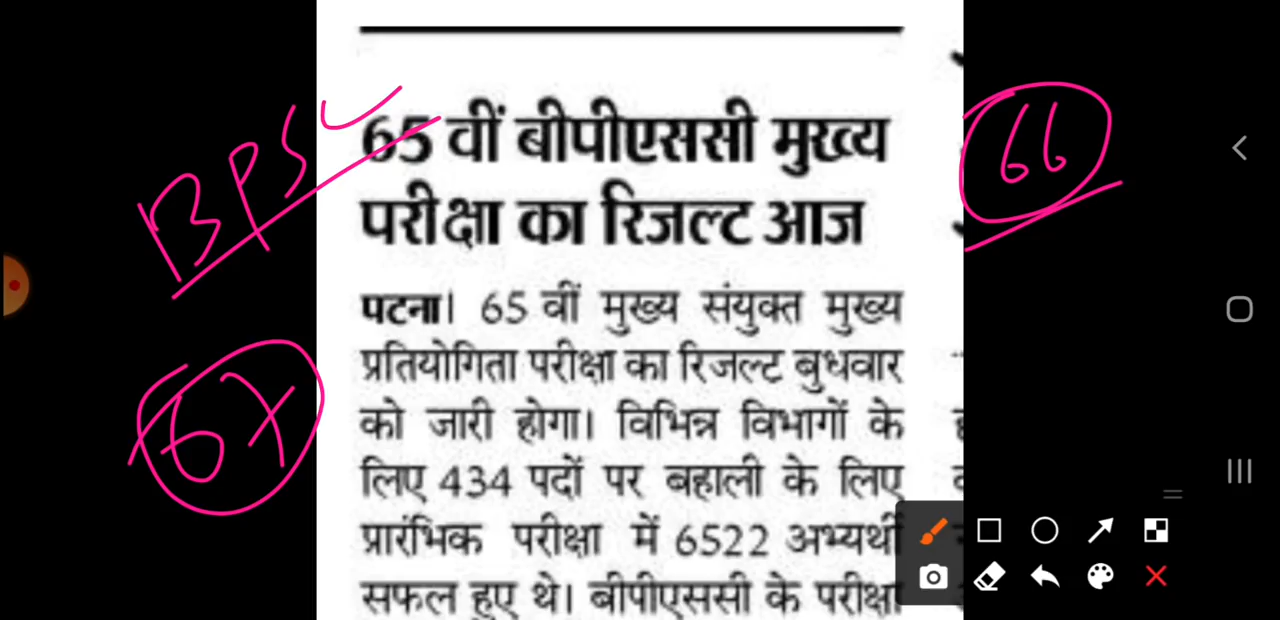 65 वीं बीपीएससी मुख्य
परीक्षा का रिजल्ट आज
पटना। 65 वीं मुख्य संयुक्त मुख्य
प्रतियोगिता परीक्षा का रिजल्ट बुधवार
को जारी होगा। विभिन्न विभागों के
लिए 434 पदों पर बहाली के लिए
प्रारंभिक परीक्षा में 6522 अभ्यर्थी
सफल हुए थे। बीपीएससी के परीक्षा
BPSC
67
66